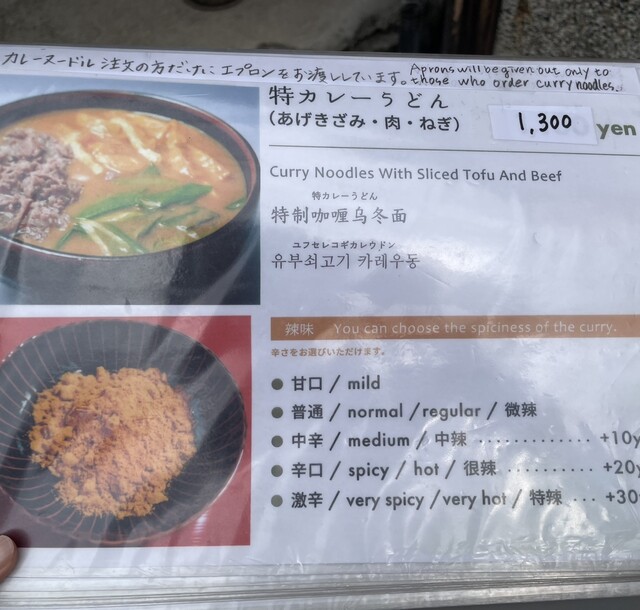 カレーヌードル注文の方だけにエプロンをお渡ししています。
Aprons will be given out only to
those who order curry noodles.
特カレーうどん
(あげきざみ・肉・ねぎ)
1,300 yen
Curry Noodles With Sliced Tofu And Beef
特カレーうどん
特制咖喱乌冬面
ユフセレコギカレウドン
유부쇠고기 카레우동
辣味 You can choose the spiciness of the curry.
辛さをお選びいただけます。
● 甘口 / mild
● 普通 / normal / regular / 微辣
● 中辛 / medium / 中辣 ............. +10y
● 辛口 / spicy / hot / 很辣 .......... +20y
● 激辛 / very spicy / very hot / 特辣 ... +30